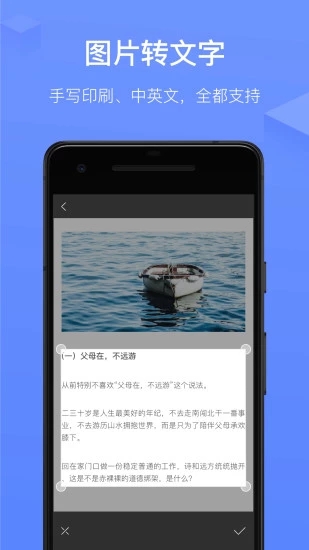 图片转文字
手写印刷、中英文，全都支持
(一) 父母在，不远游
从前特别不喜欢“父母在，不远游”这个说法。
二三十岁是人生最美好的年纪，不去走南闯北干一番事
业，不去游历山水拥抱世界，而是只为了陪伴父母承欢
膝下。
回在家门口做一份稳定普通的工作，诗和远方统统抛开
，这是不是赤裸裸的道德绑架，是什么？